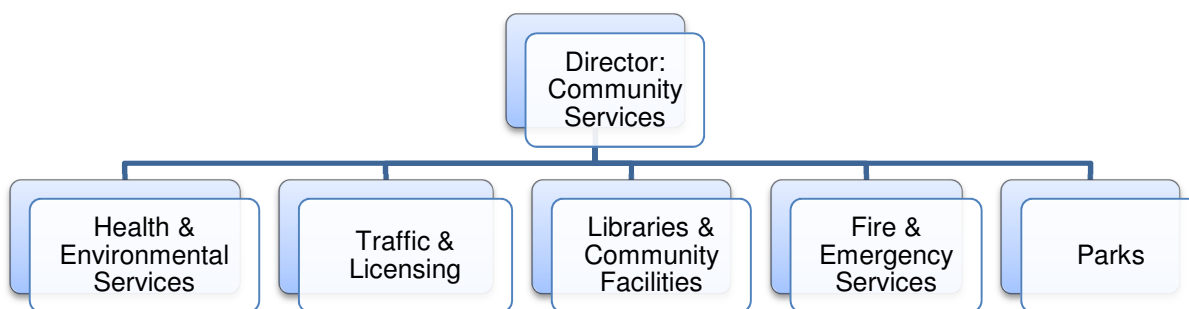 Director:
Community
Services
Health &
Environmental
Services
Traffic &
Licensing
Libraries &
Community
Facilities
Fire &
Emergency
Services
Parks